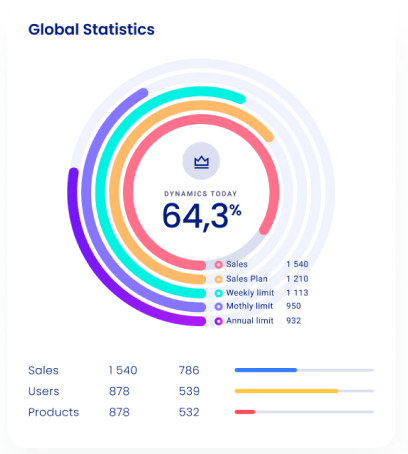 Global Statistics
DYNAMICS TODAY
64,3%
Sales 1 540
Sales Plan 1 210
Weekly limit 1 113
Mothly limit 950
Annual limit 932
Sales 1 540 786
Users 878 539
Products 878 532